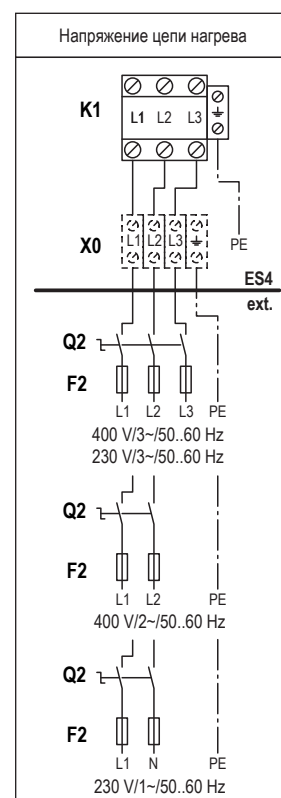 Напряжение цепи нагрева
K1
L1 L2 L3
X0
L1 L2 L3
PE
ES4
ext.
Q2
F2
L1 L2 L3 PE
400 V/3~/50..60 Hz
230 V/3~/50..60 Hz
Q2
F2
L1 L2 PE
400 V/2~/50..60 Hz
Q2
F2
L1 N PE
230 V/1~/50..60 Hz